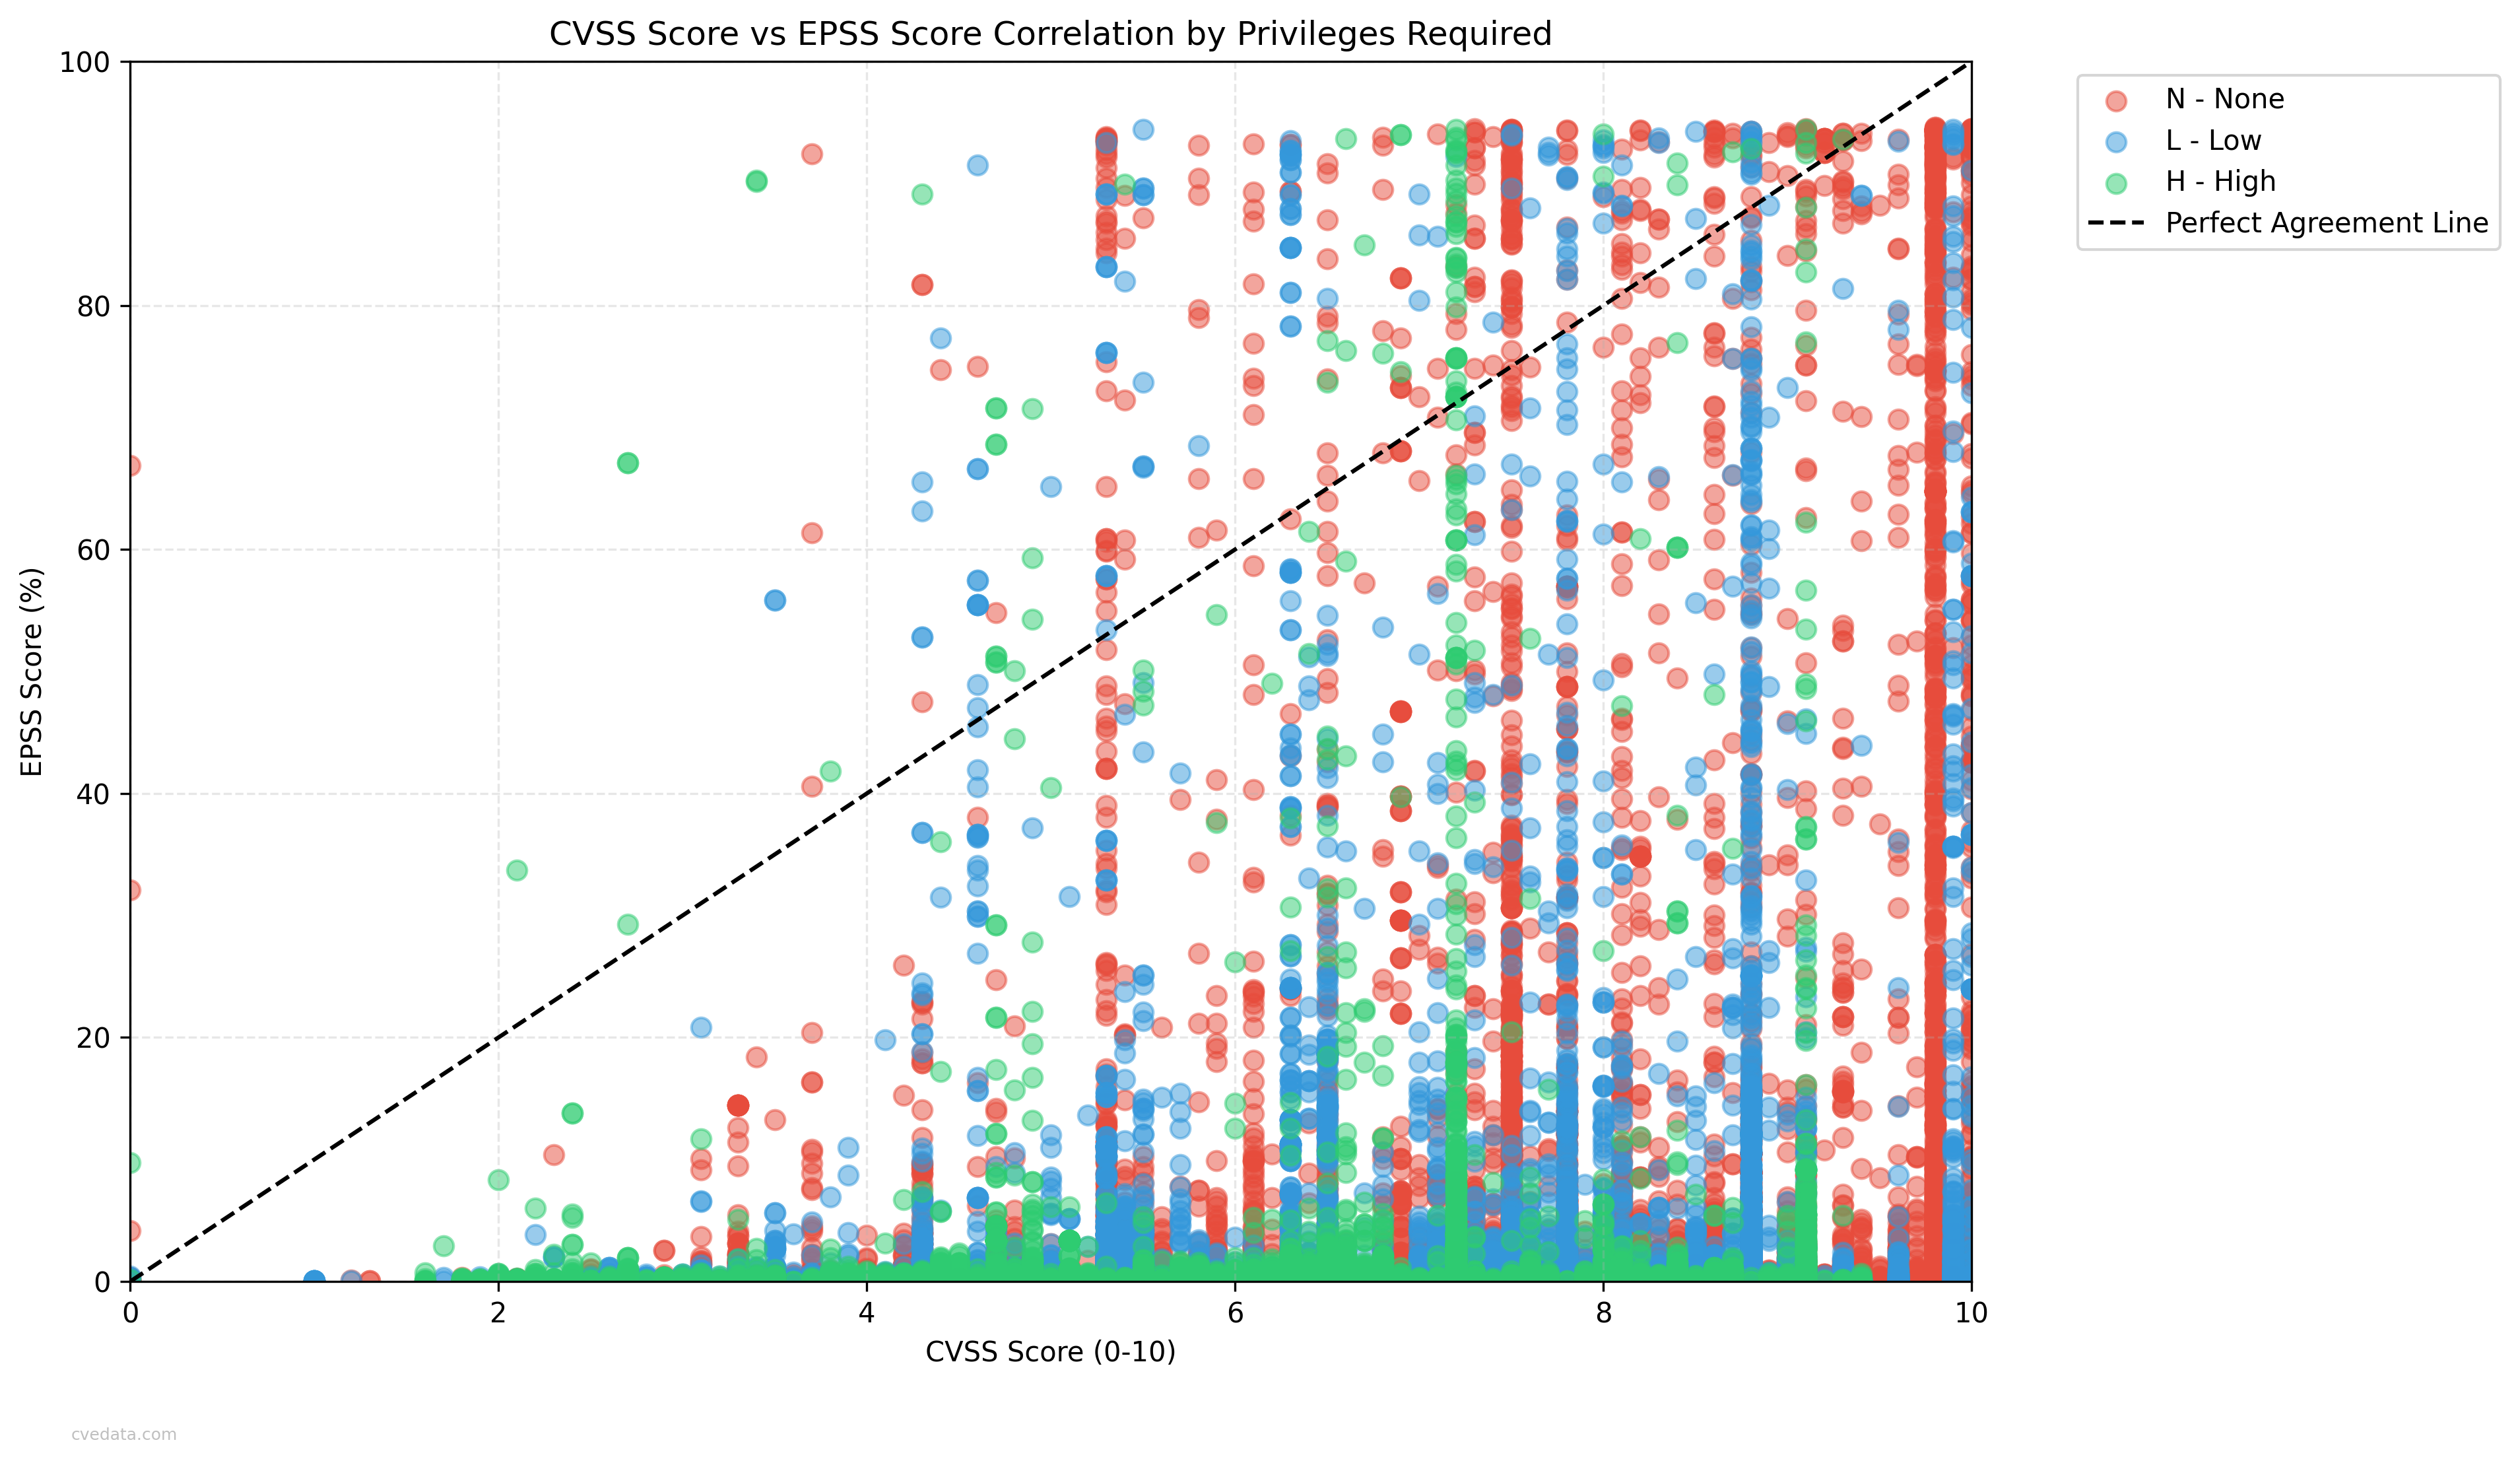 CVSS Score vs EPSS Score Correlation by Privileges Required
100
80
60
40
20
0
EPSS Score (%)
0 2 4 6 8 10
CVSS Score (0-10)
N - None
L - Low
H - High
Perfect Agreement Line
cvedata.com